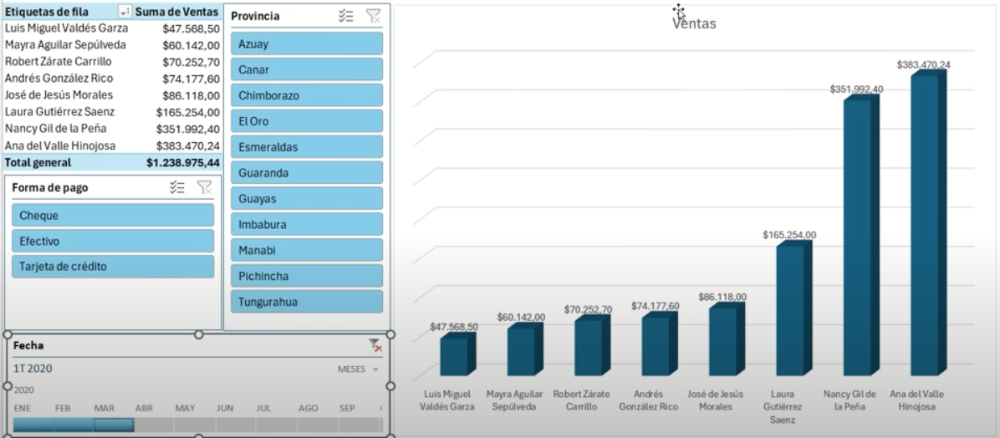 Etiquetas de fila Suma de Ventas
Luis Miguel Valdés Garza $47.568,50
Mayra Aguilar Sepúlveda $60.142,00
Robert Zárate Carrillo $70.252,70
Andrés González Rico $74.177,60
José de Jesús Morales $86.118,00
Laura Gutiérrez Saenz $165.254,00
Nancy Gil de la Peña $351.992,40
Ana del Valle Hinojosa $383.470,24
Total general $1.238.975,44
Forma de pago
Cheque
Efectivo
Tarjeta de crédito
Provincia
Azuay
Canar
Chimborazo
El Oro
Esmeraldas
Guaranda
Guayas
Imbabura
Manabi
Pichincha
Tungurahua
Fecha
1T 2020
MESES
2020
ENE FEB MAR ABR MAY JUN JUL AGO SEP
Ventas
$47.568,50
$60.142,00
$70.252,70
$74.177,60
$86.118,00
$165.254,00
$351.992,40
$383.470,24
Luis Miguel
Valdés Garza
Mayra Aguilar
Sepúlveda
Robert Zárate
Carrillo
Andrés
González Rico
José de Jesús
Morales
Laura
Gutiérrez
Saenz
Nancy Gil de
la Peña
Ana del Valle
Hinojosa